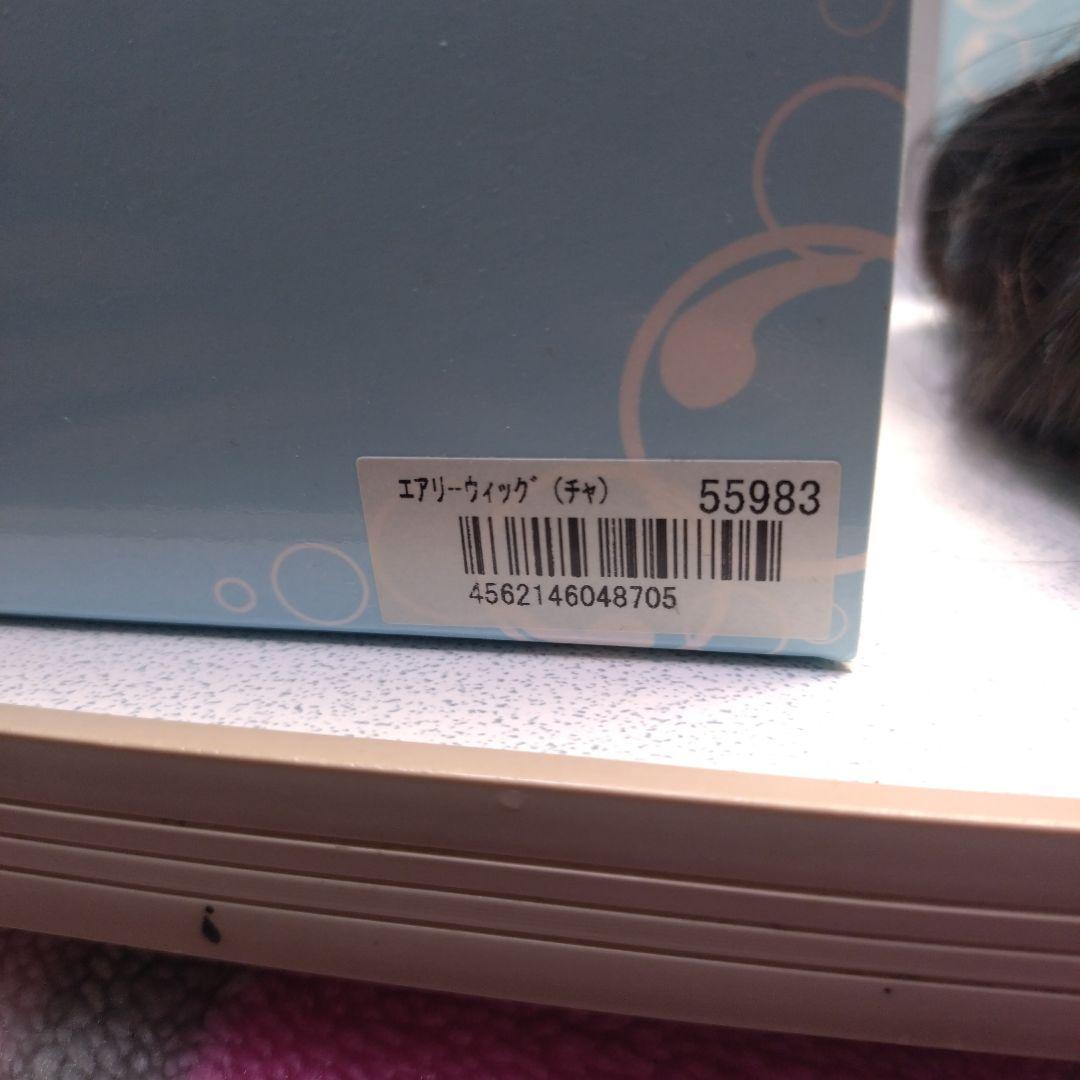 ｴｱﾘｰｳｨｯｸﾞ (ﾁｬ) 55983
4562146048705